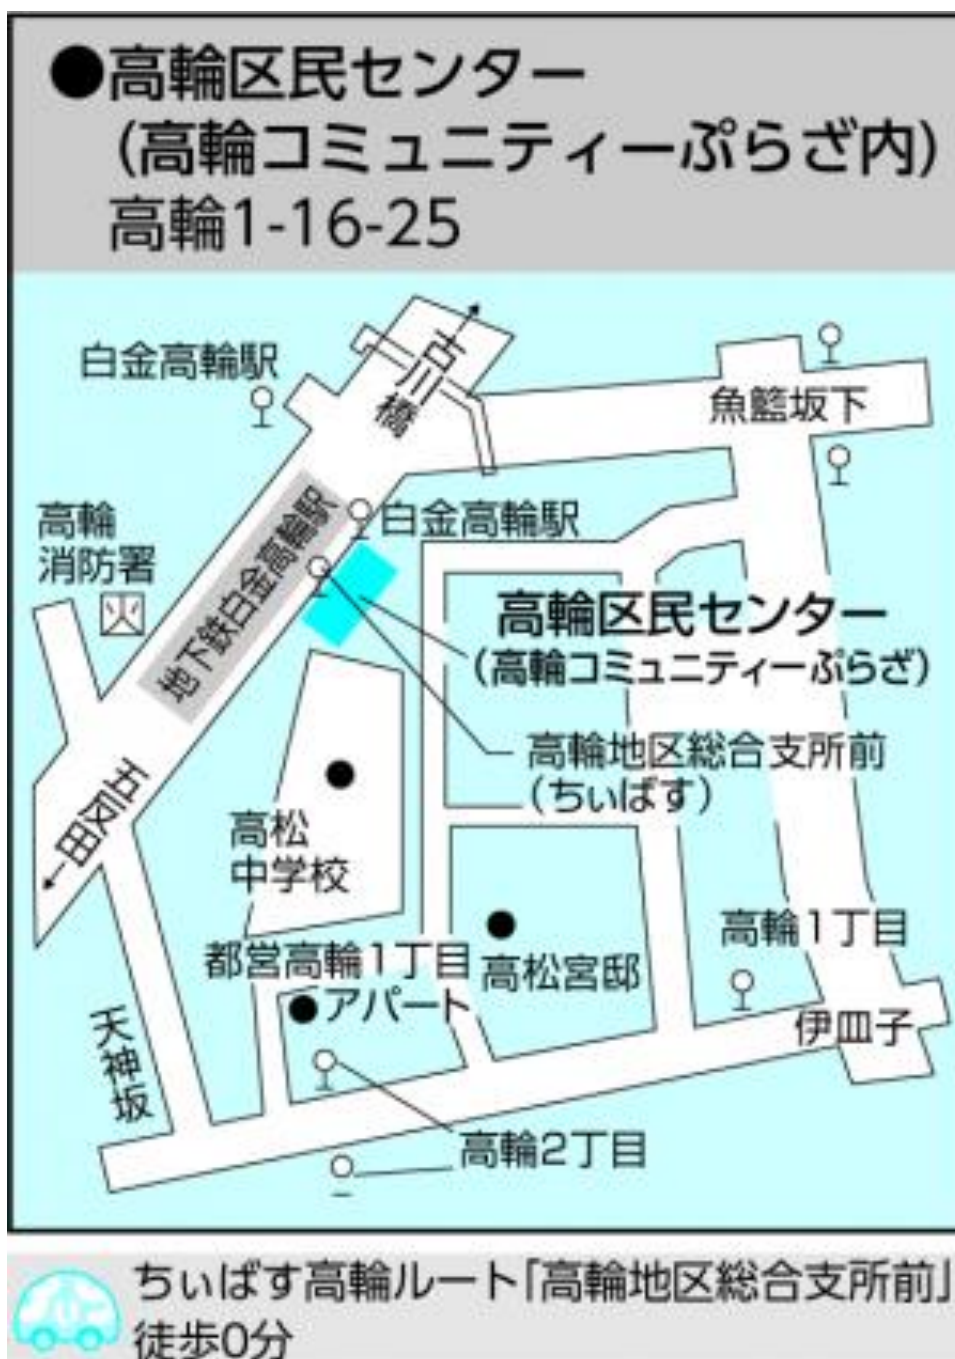 ●高輪区民センター
(高輪コミュニティーぷらざ内)
高輪1-16-25
古川橋
白金高輪駅
魚籃坂下
地下鉄白金高輪駅
白金高輪駅
高輪
消防署
火
高輪区民センター
(高輪コミュニティーぷらざ)
高輪地区総合支所前
(ちぃばす)
五反田
高松
中学校
高輪1丁目
都営高輪1丁目
アパート
高松宮邸
伊皿子
天神坂
高輪2丁目
ちぃばす高輪ルート「高輪地区総合支所前」
徒歩0分